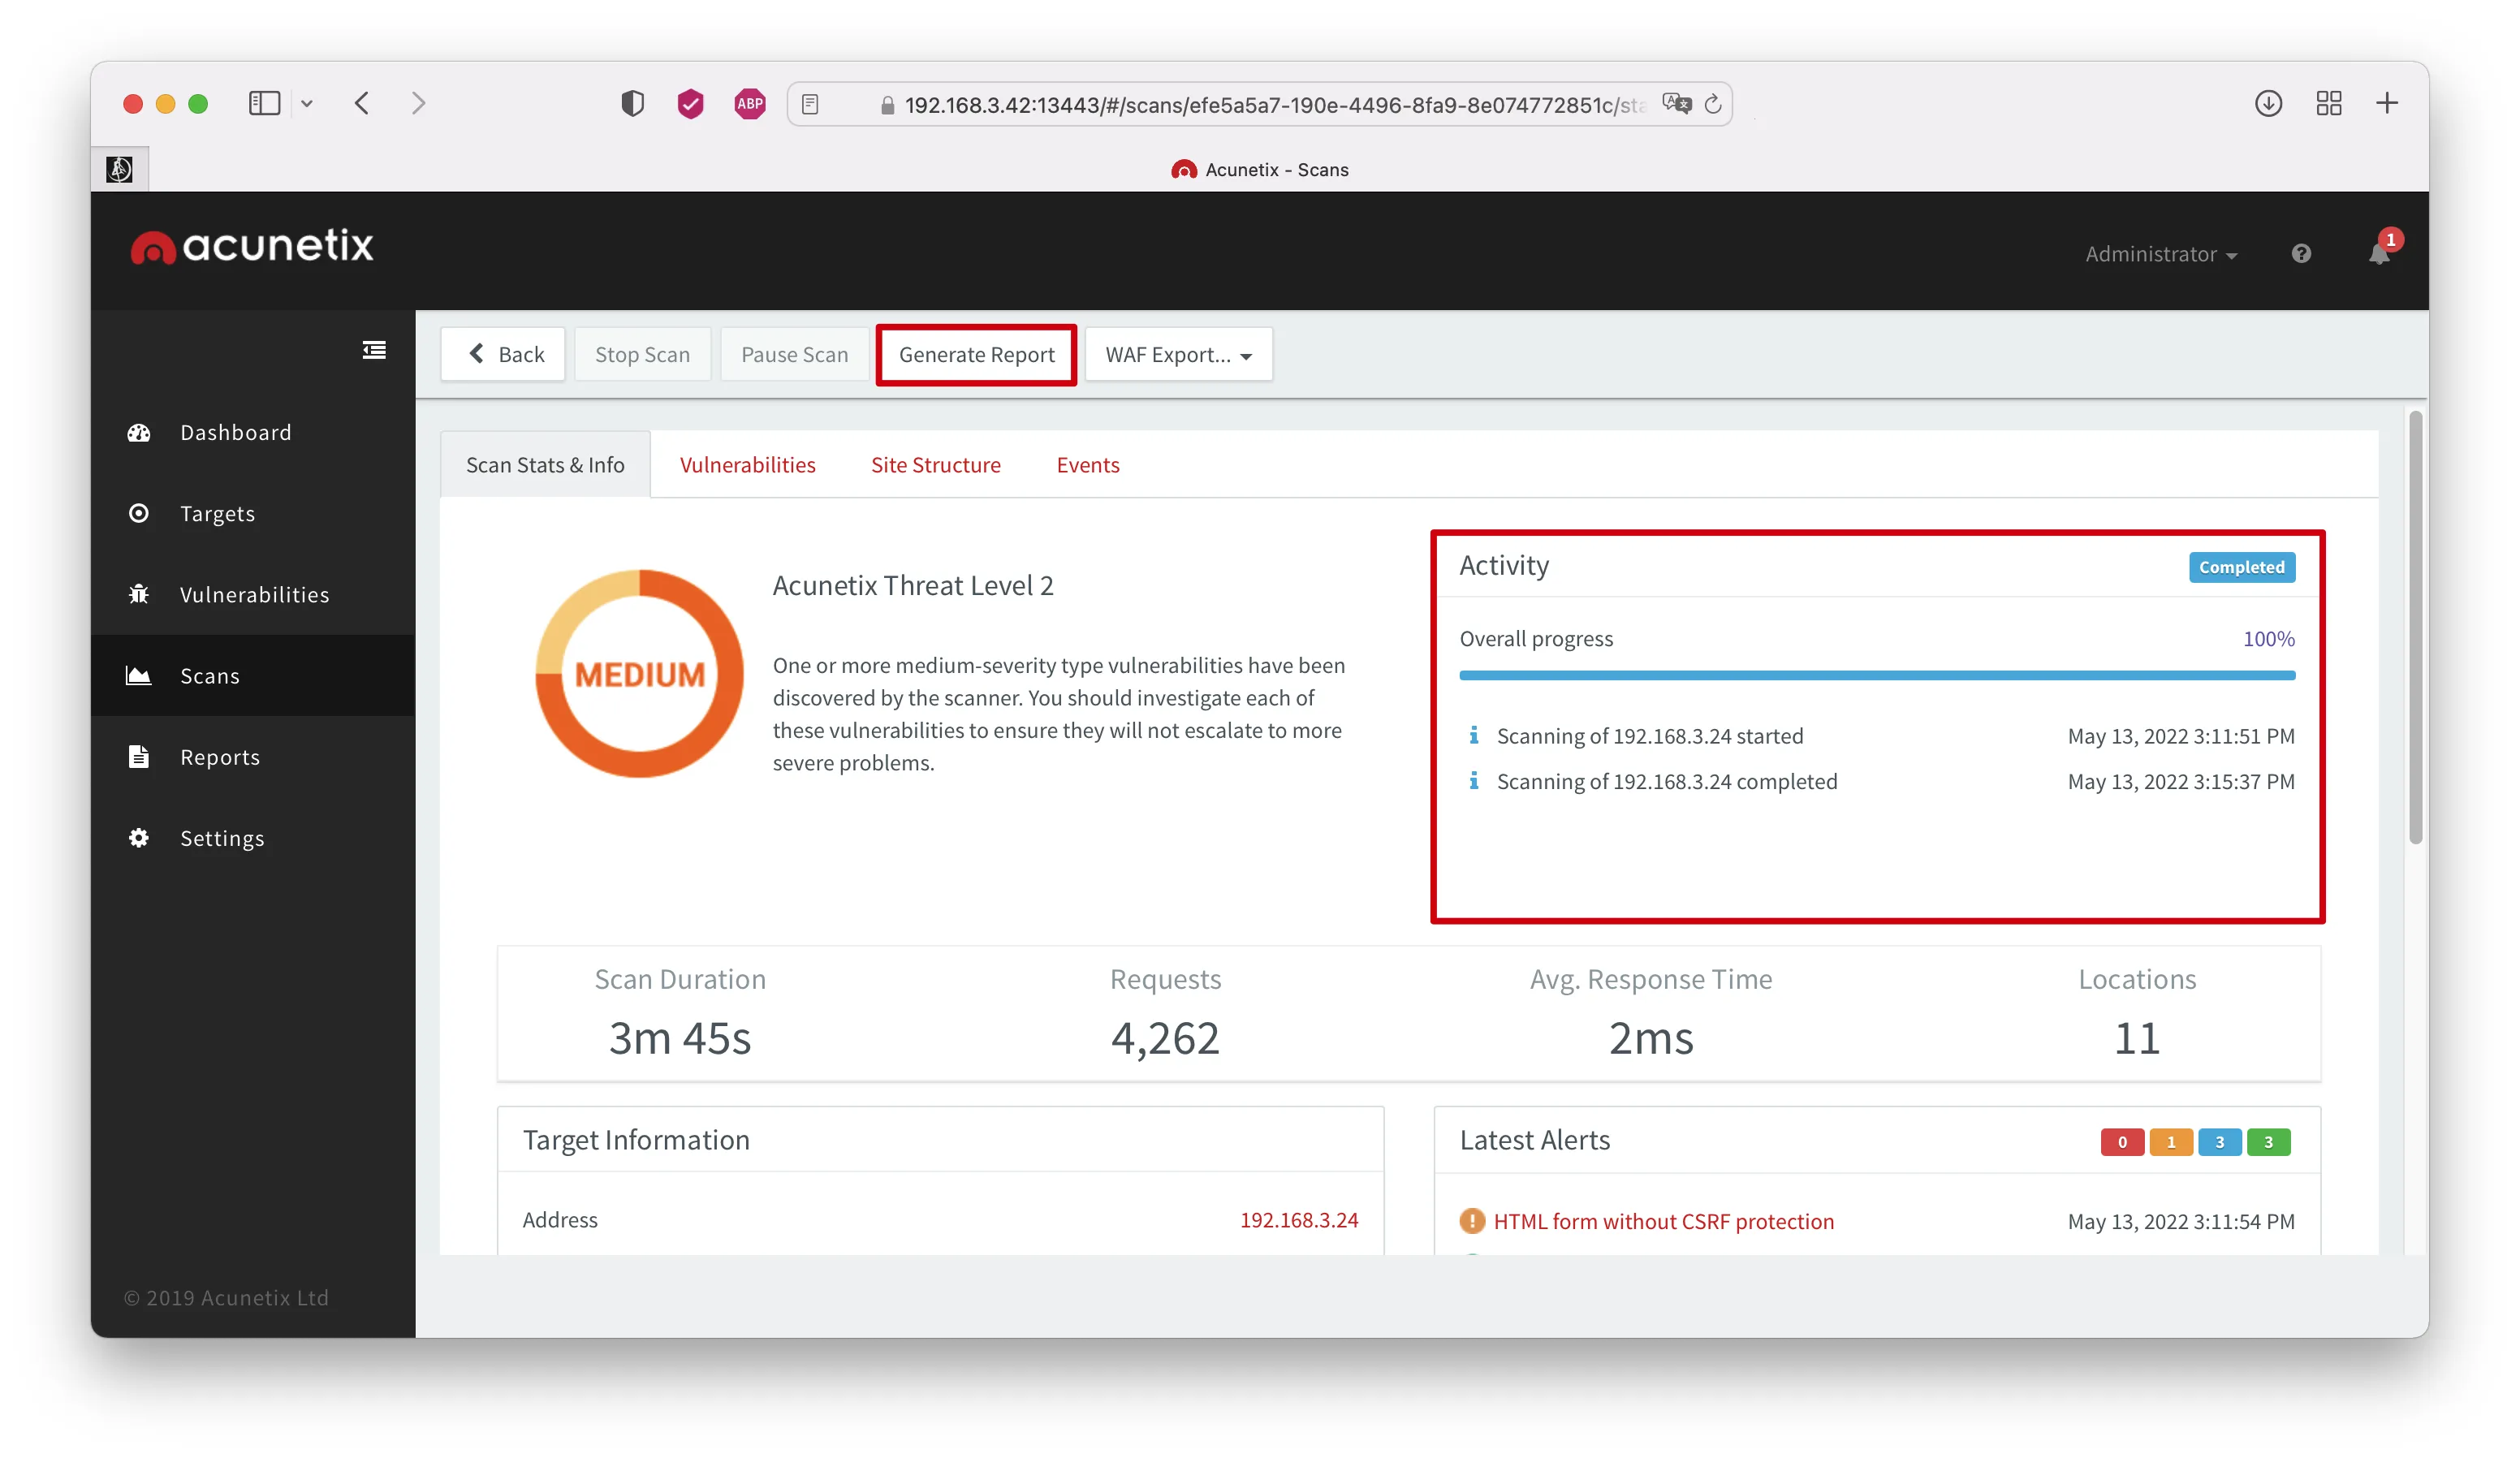 ABP
192.168.3.42:13443/#/scans/efe5a5a7-190e-4496-8fa9-8e074772851c/sta
Acunetix - Scans
acunetix
Administrator
?
1
Back
Stop Scan
Pause Scan
Generate Report
WAF Export...
Dashboard
Targets
Vulnerabilities
Scans
Reports
Settings
© 2019 Acunetix Ltd
Scan Stats & Info
Vulnerabilities
Site Structure
Events
MEDIUM
Acunetix Threat Level 2
One or more medium-severity type vulnerabilities have been
discovered by the scanner. You should investigate each of
these vulnerabilities to ensure they will not escalate to more
severe problems.
Activity
Completed
Overall progress
100%
Scanning of 192.168.3.24 started
May 13, 2022 3:11:51 PM
Scanning of 192.168.3.24 completed
May 13, 2022 3:15:37 PM
Scan Duration
3m 45s
Requests
4,262
Avg. Response Time
2ms
Locations
11
Target Information
Address
192.168.3.24
Latest Alerts
0
1
3
3
HTML form without CSRF protection
May 13, 2022 3:11:54 PM